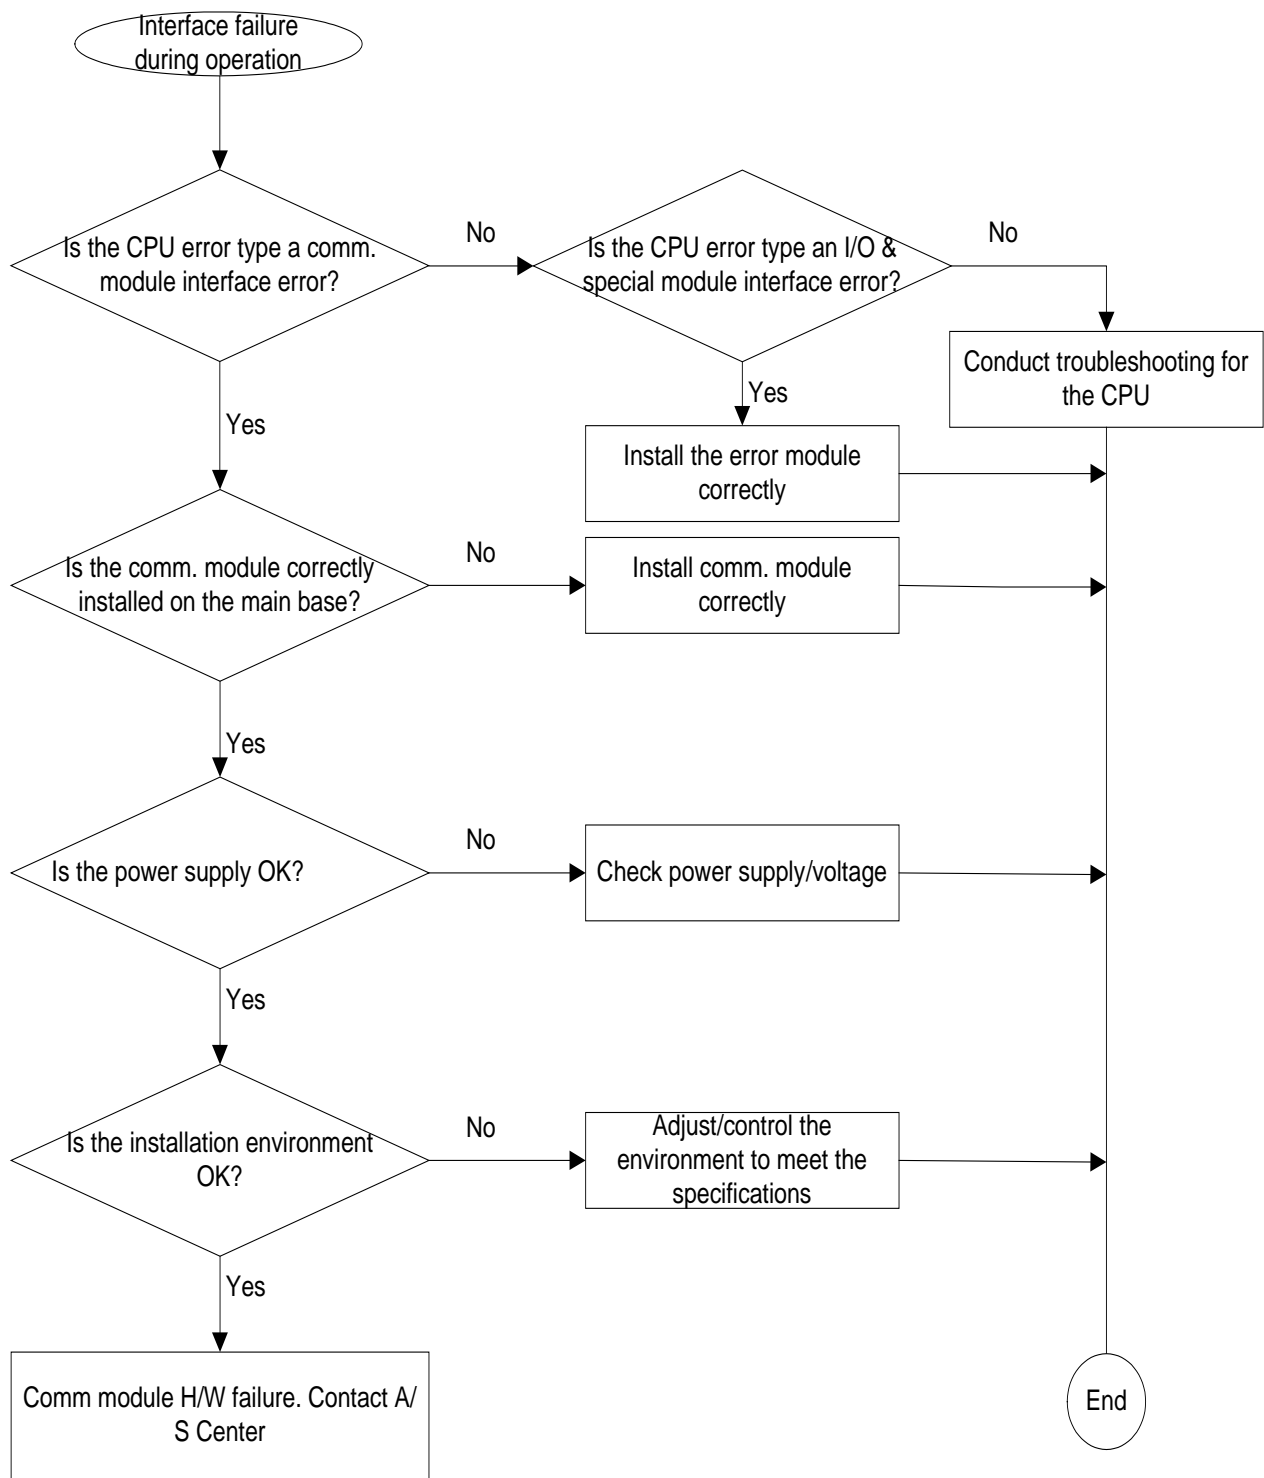 Interface failure
during operation
Is the CPU error type a comm.
module interface error?
No
Is the CPU error type an I/O &
special module interface error?
No
Conduct troubleshooting for
the CPU
Yes
Yes
Install the error module
correctly
Is the comm. module correctly
installed on the main base?
No
Install comm. module
correctly
Yes
Is the power supply OK?
No
Check power supply/voltage
Yes
Is the installation environment
OK?
No
Adjust/control the
environment to meet the
specifications
Yes
Comm module H/W failure. Contact A/
S Center
End